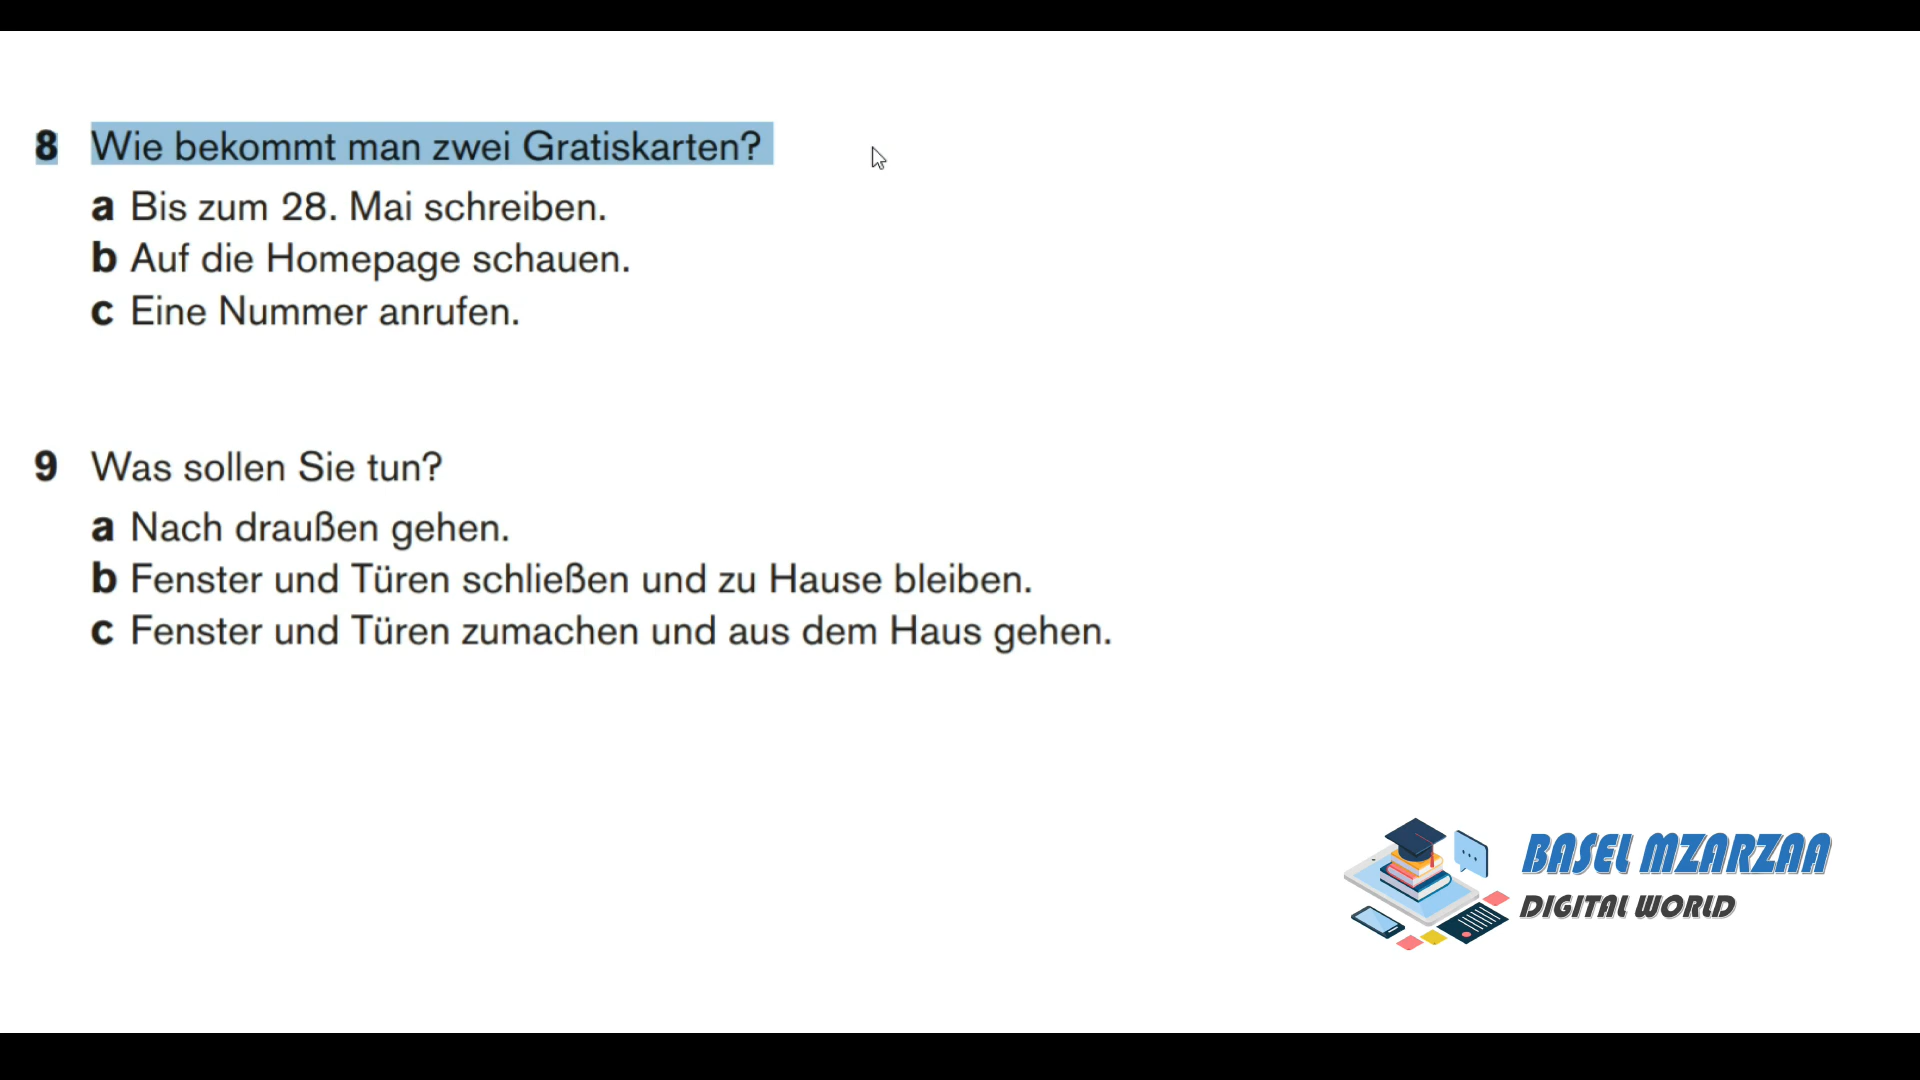 8 Wie bekommt man zwei Gratiskarten?
a Bis zum 28. Mai schreiben.
b Auf die Homepage schauen.
c Eine Nummer anrufen.
9 Was sollen Sie tun?
a Nach draußen gehen.
b Fenster und Türen schließen und zu Hause bleiben.
c Fenster und Türen zumachen und aus dem Haus gehen.
BASEL MZARZAA
DIGITAL WORLD